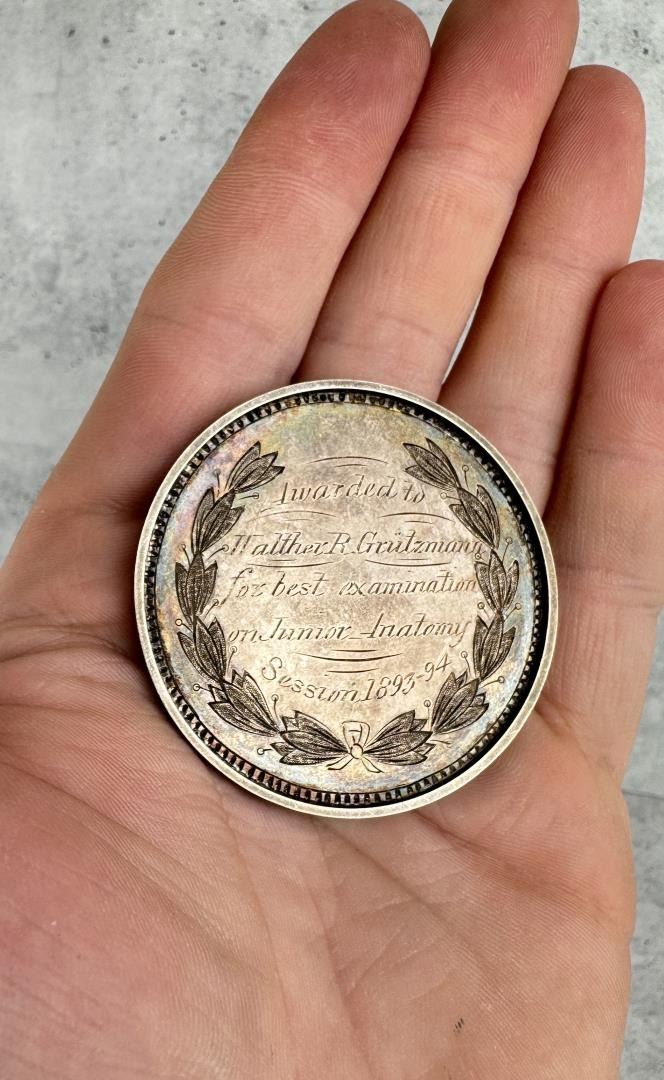 Awarded to
Walther R. Grützmann
for best examination
on Junior Anatomy
Session, 1893-94